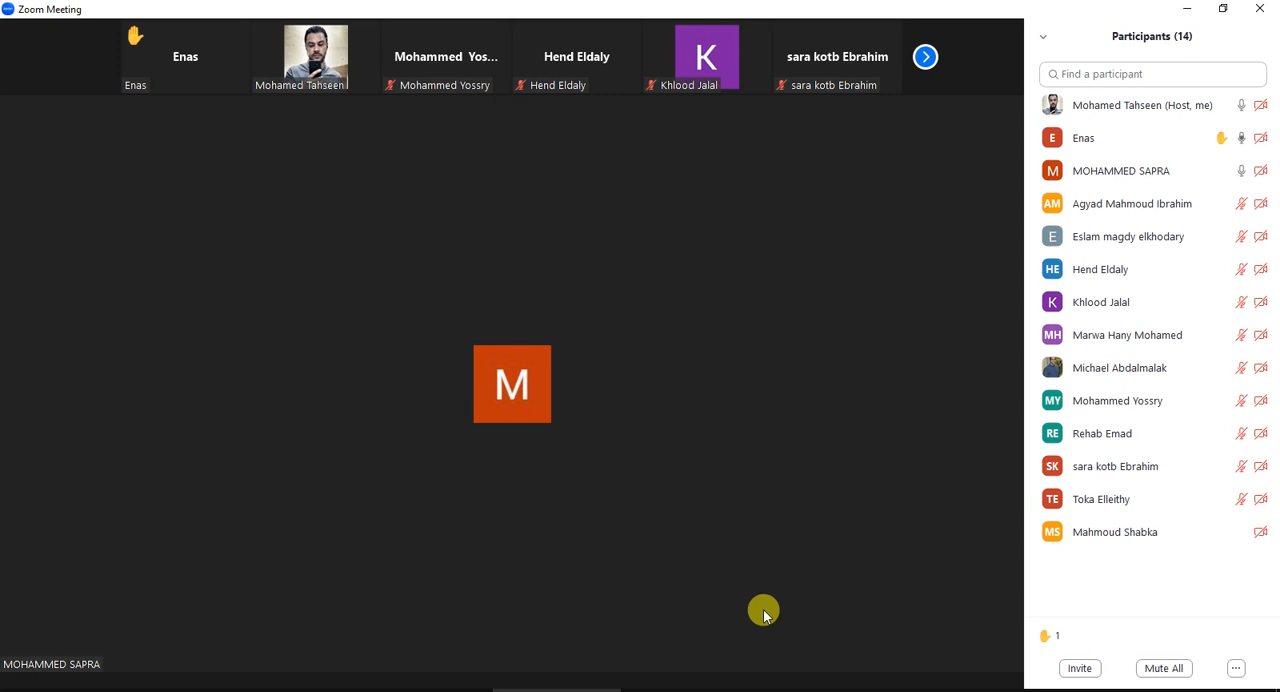 Zoom Meeting
Enas
Enas
Mohamed Tahseen
Mohammed Yos...
Mohammed Yossry
Hend Eldaly
Hend Eldaly
K
Khlood Jalal
sara kotb Ebrahim
sara kotb Ebrahim
M
MOHAMMED SAPRA
Participants (14)
Find a participant
Mohamed Tahseen (Host, me)
E Enas
M MOHAMMED SAPRA
AM Agyad Mahmoud Ibrahim
E Eslam magdy elkhodary
HE Hend Eldaly
K Khlood Jalal
MH Marwa Hany Mohamed
Michael Abdalmalak
MY Mohammed Yossry
RE Rehab Emad
SK sara kotb Ebrahim
TE Toka Elleithy
MS Mahmoud Shabka
1
Invite Mute All ...